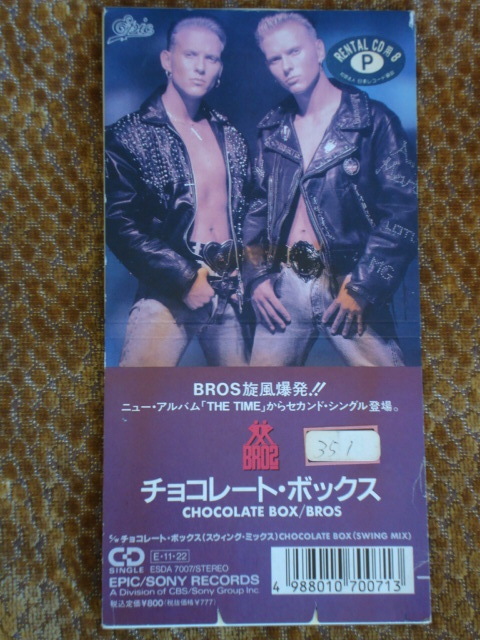 Epic
RENTAL CD用8
P
BROS旋風爆発!!
ニュー・アルバム「THE TIME」からセカンド・シングル登場。
BROS
351
チョコレート・ボックス
CHOCOLATE BOX/BROS
c/w チョコレート・ボックス(スウィング・ミックス)CHOCOLATE BOX(SWING MIX)
CD
SINGLE
E・11・22
ESDA 7007/STEREO
EPIC/SONY RECORDS
A Division of CBS/Sony Group Inc
税込定価¥800(税抜価格¥777)
4 988010 700713